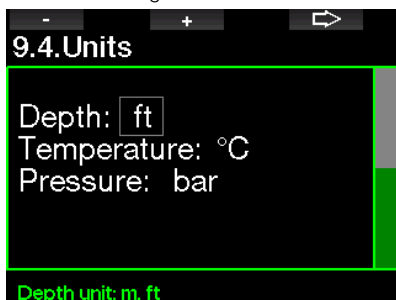 - +
9.4.Units
Depth: ft
Temperature: °C
Pressure: bar
Depth unit: m, ft